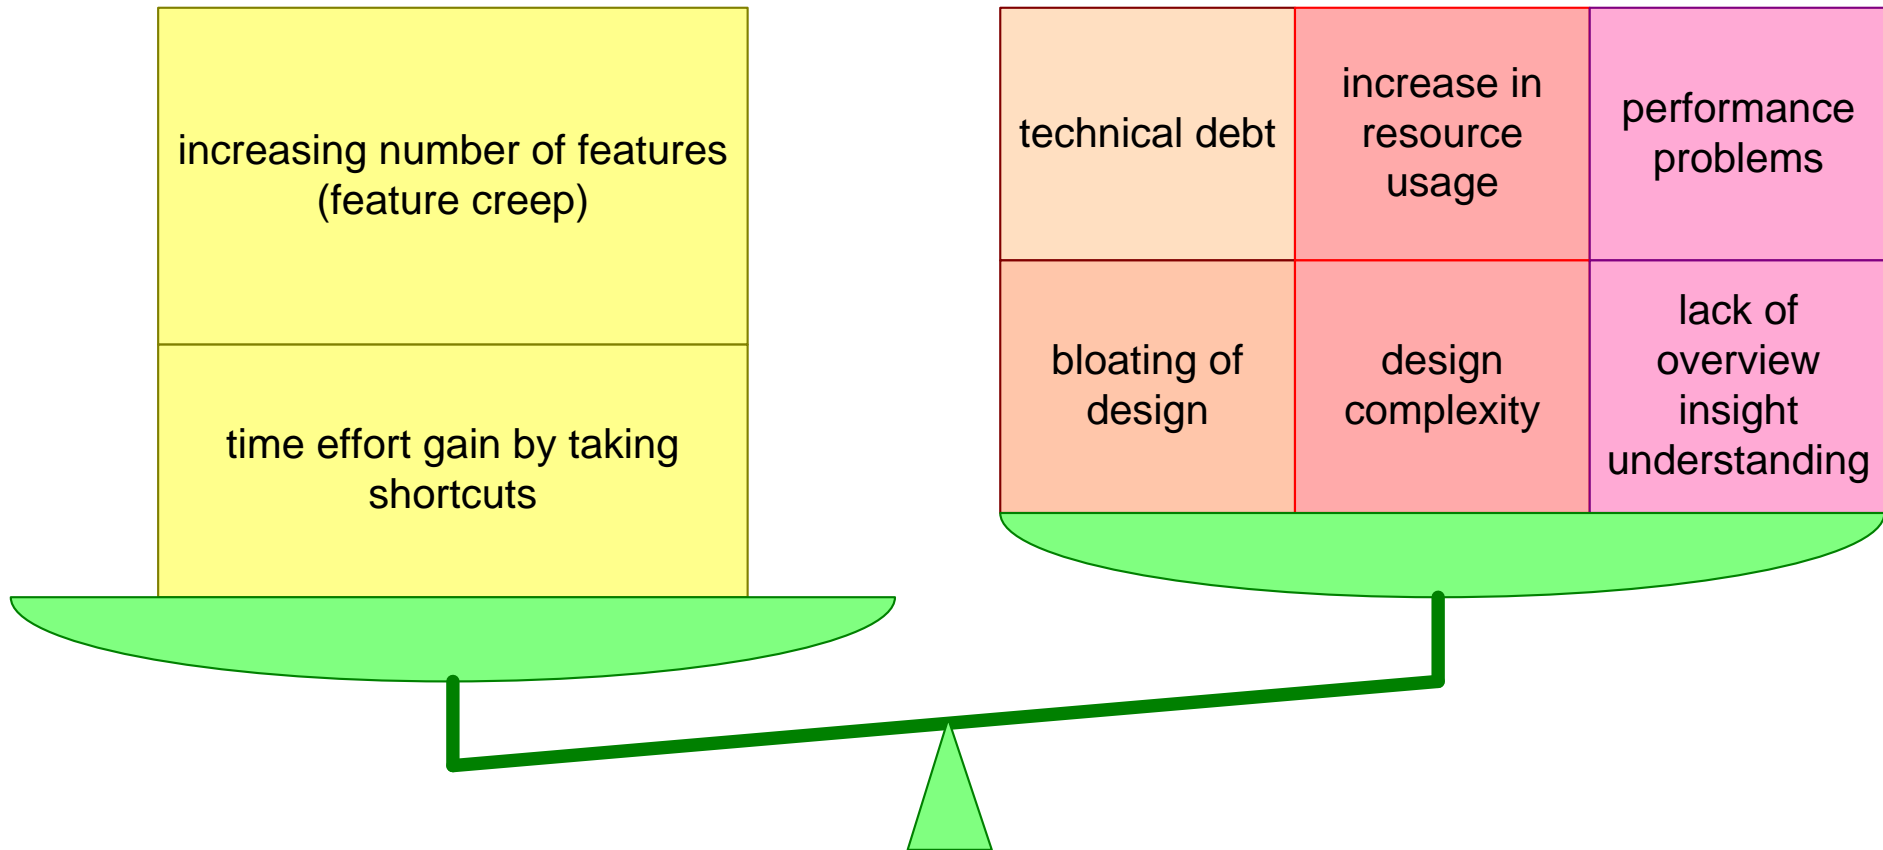 increasing number of features
(feature creep)
time effort gain by taking
shortcuts
technical debt
increase in
resource
usage
performance
problems
bloating of
design
design
complexity
lack of
overview
insight
understanding